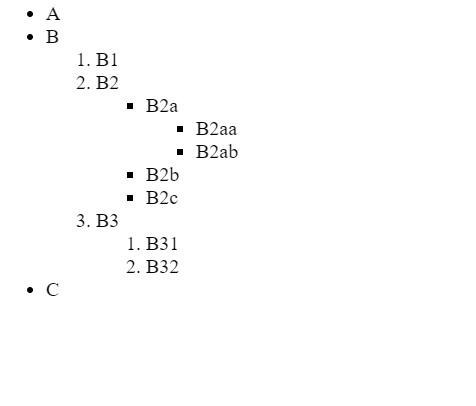 • A
• B
1. B1
2. B2
▪ B2a
▪ B2aa
▪ B2ab
▪ B2b
▪ B2c
3. B3
1. B31
2. B32
• C